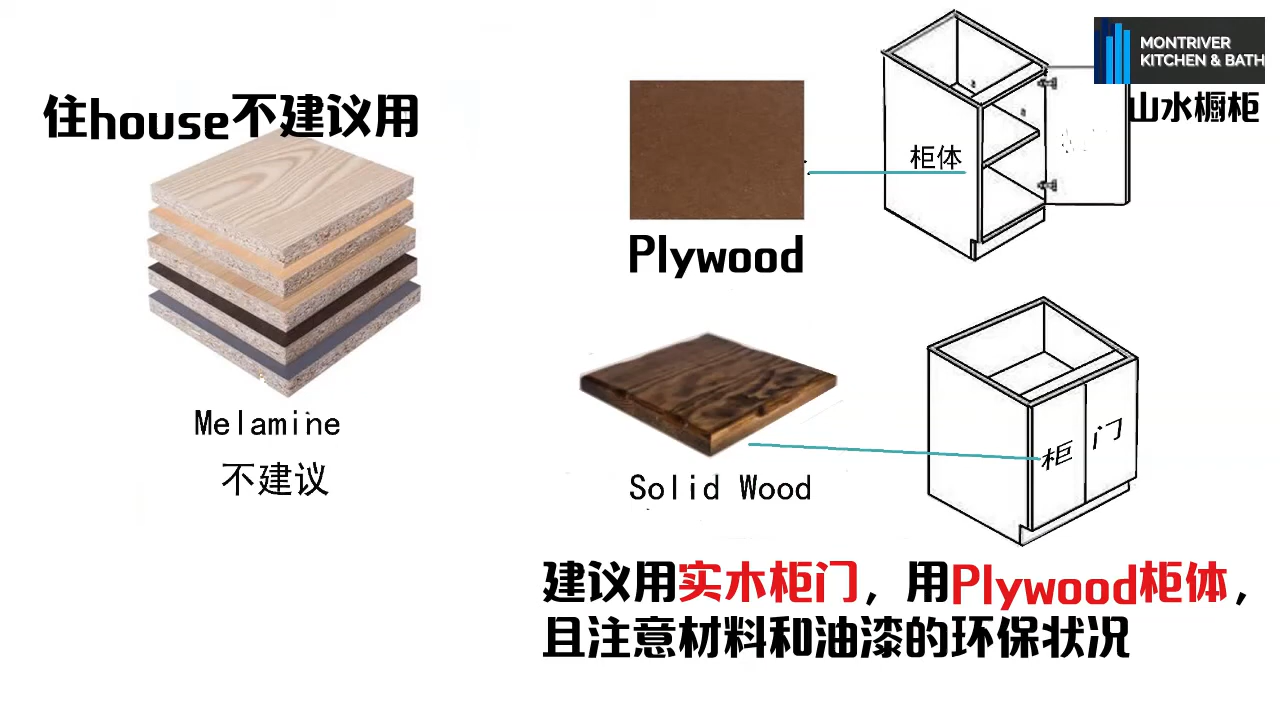 住house不建议用
Melamine
不建议
MONTRIVER
KITCHEN & BATH
山水橱柜
柜体
Plywood
Solid Wood
柜门
建议用实木柜门，用Plywood柜体，
且注意材料和油漆的环保状况